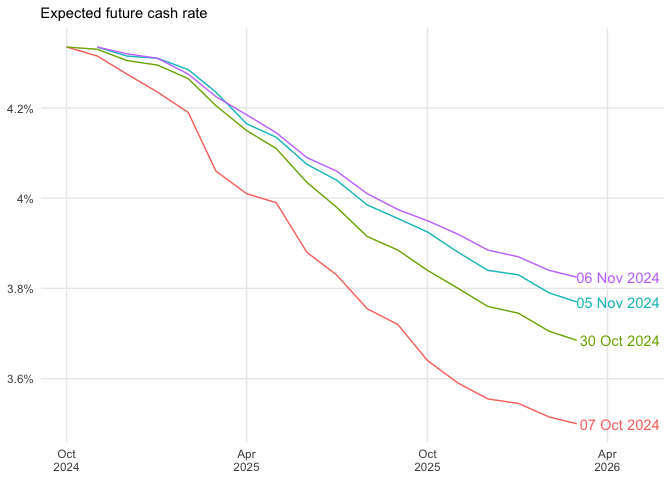 Expected future cash rate
4.2%
4%
3.8%
3.6%
06 Nov 2024
05 Nov 2024
30 Oct 2024
07 Oct 2024
Oct
2024
Apr
2025
Oct
2025
Apr
2026